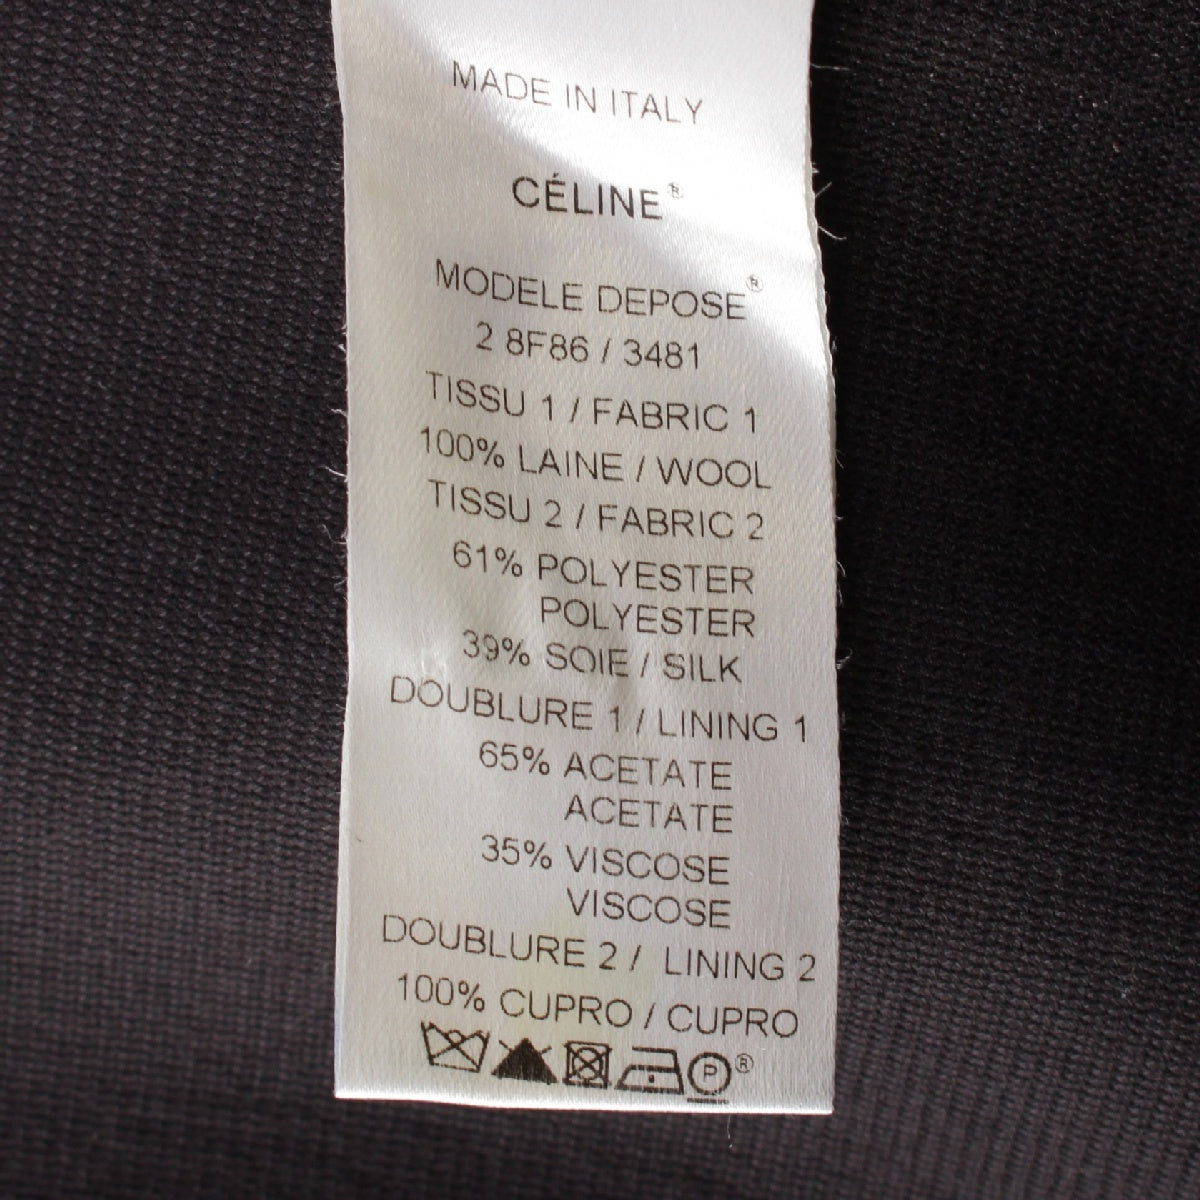 MADE IN ITALY
CÉLINE®
MODELE DEPOSE®
2 8F86 / 3481
TISSU 1 / FABRIC 1
100% LAINE / WOOL
TISSU 2 / FABRIC 2
61% POLYESTER
POLYESTER
39% SOIE / SILK
DOUBLURE 1 / LINING 1
65% ACETATE
ACETATE
35% VISCOSE
VISCOSE
DOUBLURE 2 / LINING 2
100% CUPRO / CUPRO
P ®